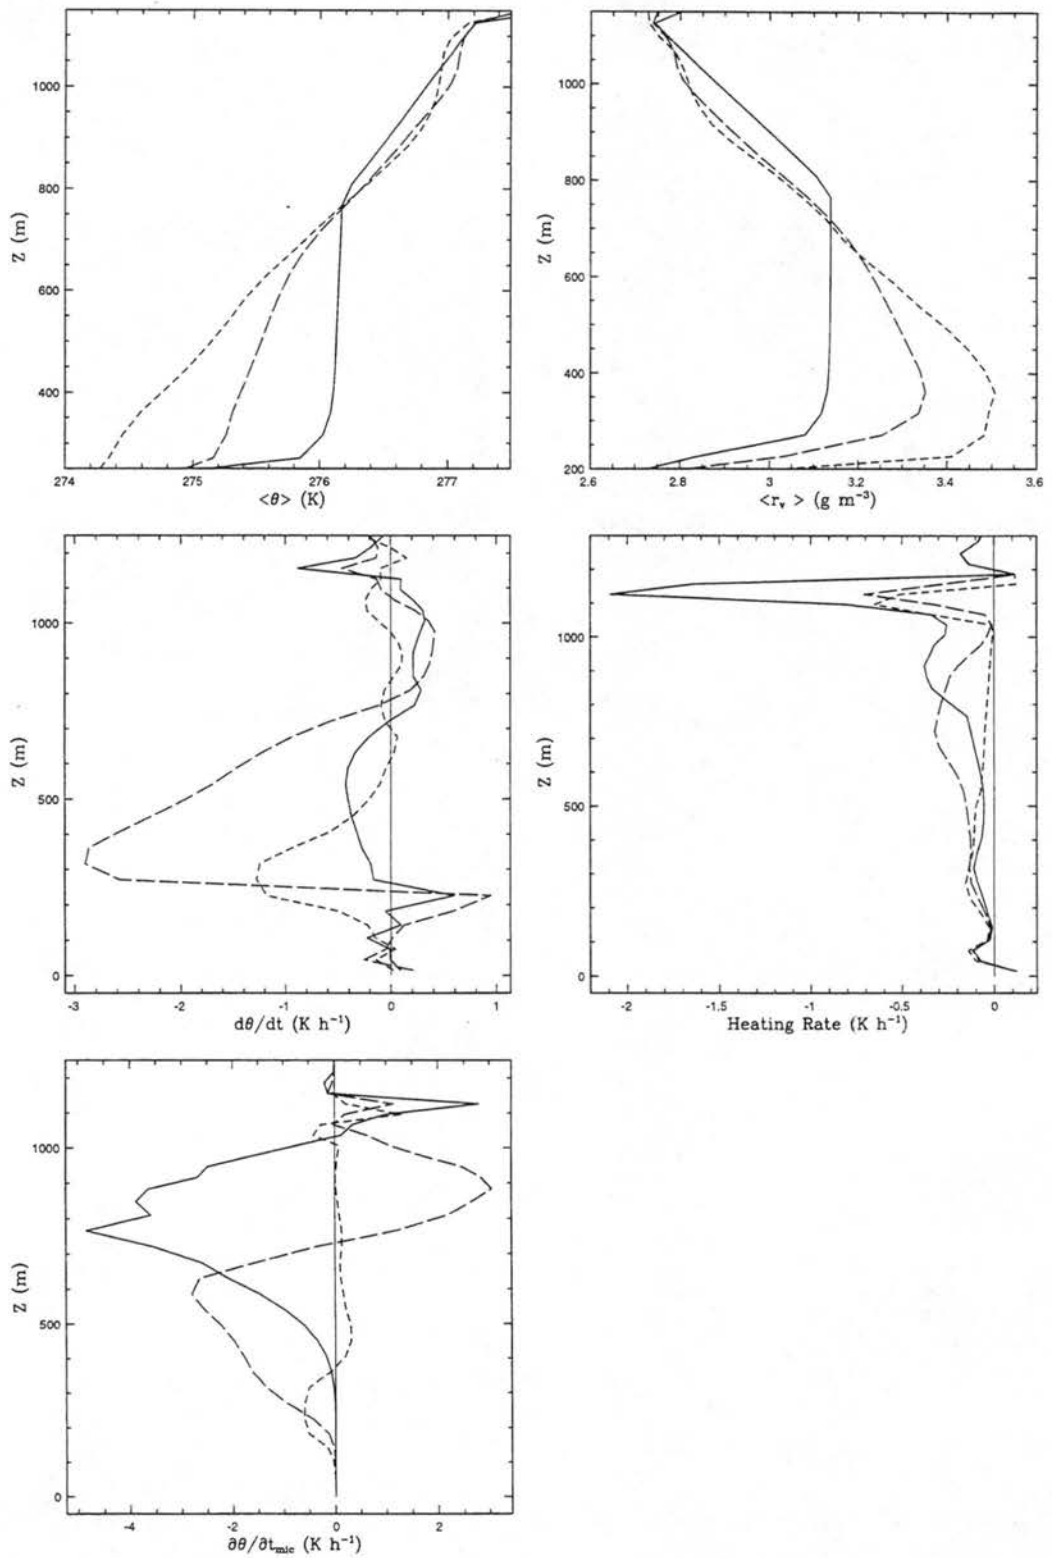 1000
800
600
400
Z (m)
274 275 276 277
<θ> (K)
1000
800
600
400
200
Z (m)
2.6 2.8 3 3.2 3.4 3.6
<r_v> (g m⁻³)
1000
500
0
Z (m)
-3 -2 -1 0 1
dθ/dt (K h⁻¹)
1000
500
0
Z (m)
-2 -1.5 -1 -0.5 0
Heating Rate (K h⁻¹)
1000
500
0
Z (m)
-4 -2 0 2
∂θ/∂t_mic (K h⁻¹)